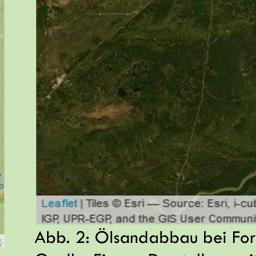 Leaflet | Tiles © Esri — Source: Esri, i-cub
IGP, UPR-EGP, and the GIS User Communi
Abb. 2: Ölsandabbau bei For